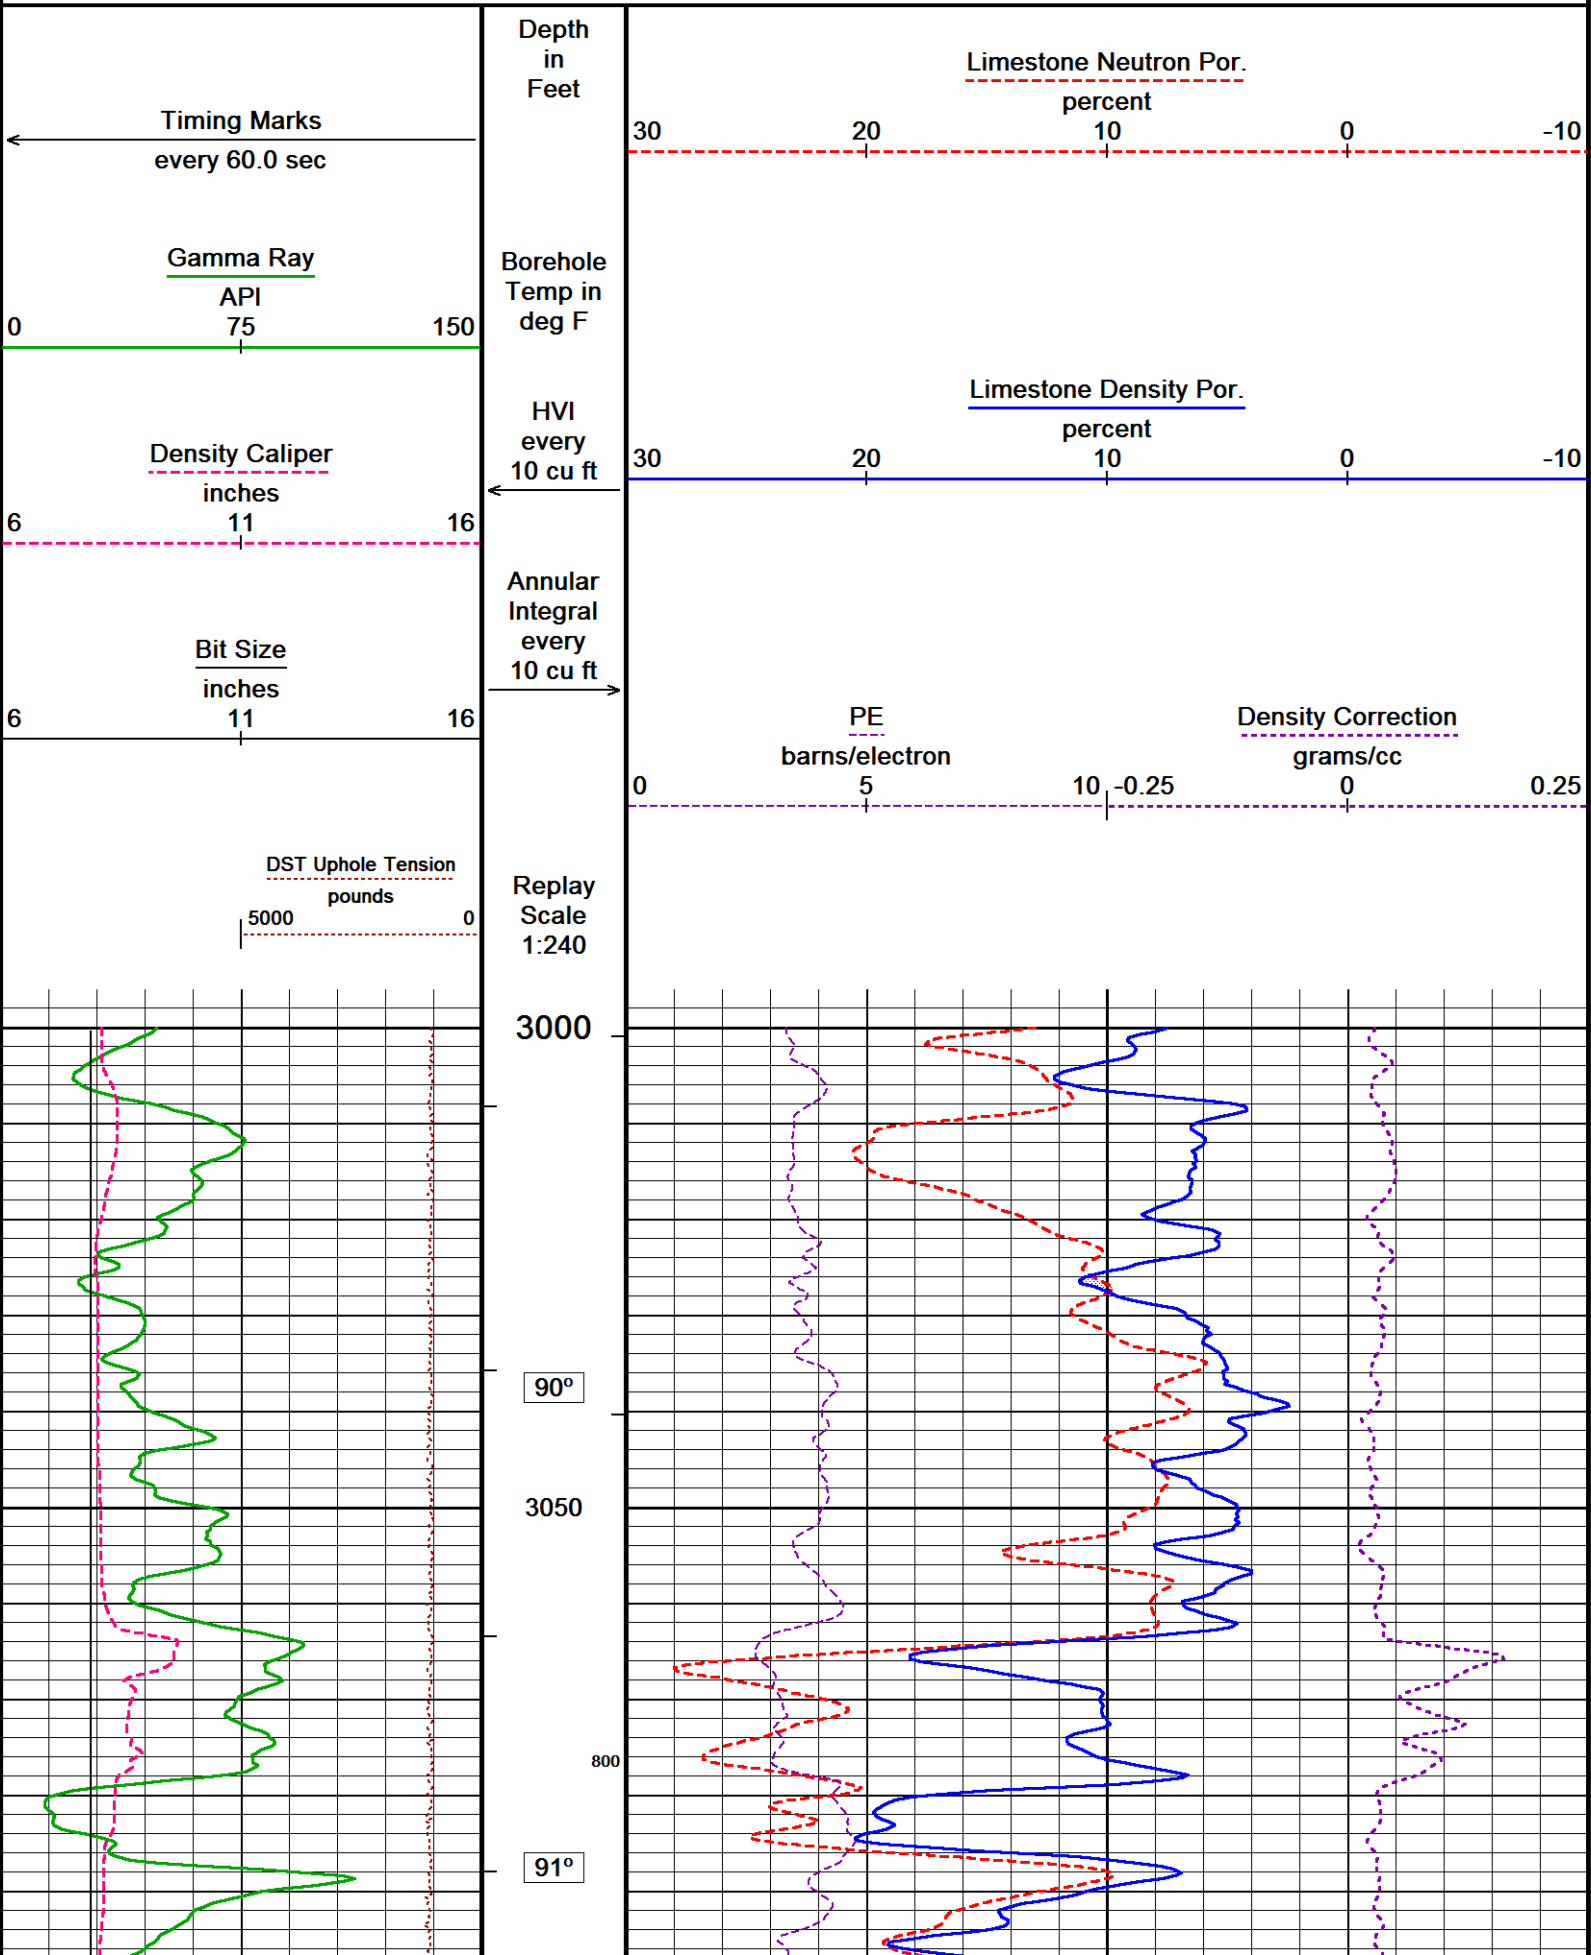 Timing Marks
every 60.0 sec
Gamma Ray
API
0 75 150
Density Caliper
inches
6 11 16
Bit Size
inches
6 11 16
DST Uphole Tension
pounds
5000 0
Depth
in
Feet
Borehole
Temp in
deg F
HVI
every
10 cu ft
Annular
Integral
every
10 cu ft
Replay
Scale
1:240
Limestone Neutron Por.
percent
30 20 10 0 -10
Limestone Density Por.
percent
30 20 10 0 -10
PE
barns/electron
0 5 10
Density Correction
grams/cc
-0.25 0 0.25
3000
90º
3050
800
91º